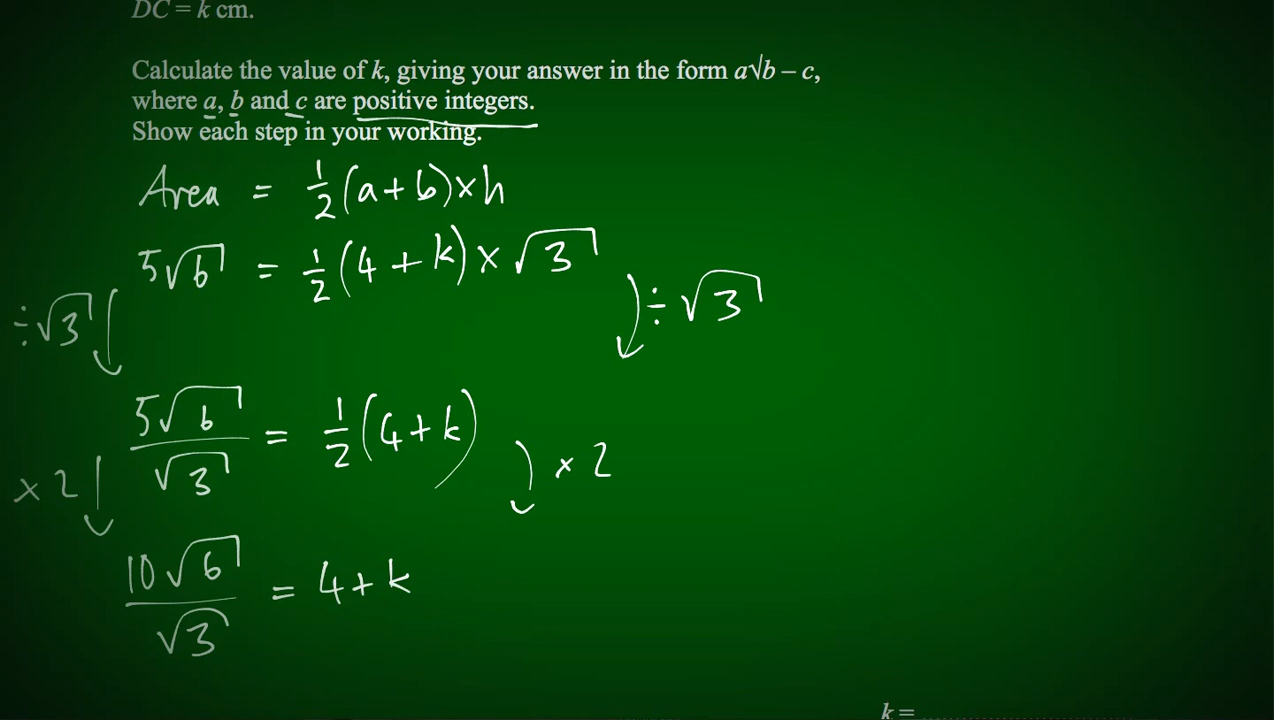 DC = k cm.
Calculate the value of k, giving your answer in the form a√b – c,
where a, b and c are positive integers.
Show each step in your working.
Area = 1/2 (a + b) × h
5√6 = 1/2 (4 + k) × √3
÷√3 ÷ √3
5√6/√3 = 1/2 (4 + k)
× 2 × 2
10√6/√3 = 4 + k
k =